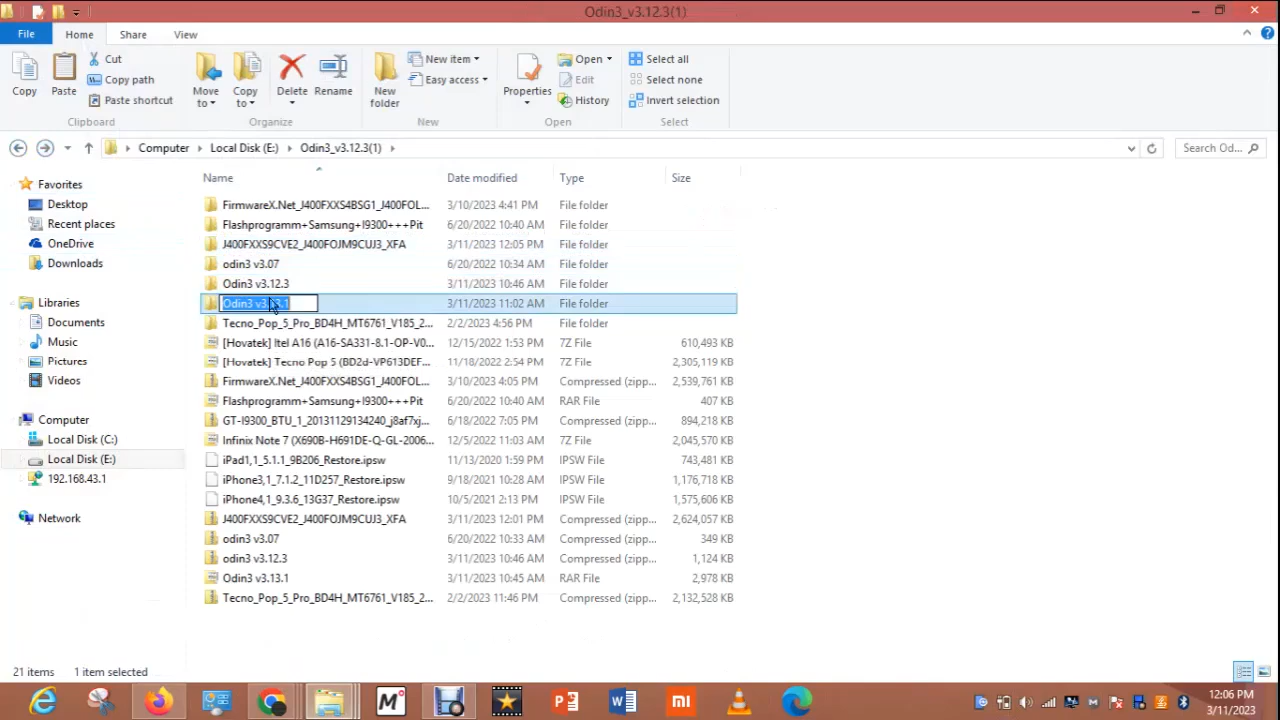 Odin3_v3.12.3(1)
File Home Share View
Copy
Paste
Cut
Copy path
Paste shortcut
Clipboard
Move to
Copy to
Delete
Rename
Organize
New folder
New item
Easy access
New
Properties
Open
Edit
History
Open
Select all
Select none
Invert selection
Select
Computer Local Disk (E:) Odin3_v3.12.3(1)
Search Od...
Favorites
Desktop
Recent places
OneDrive
Downloads
Libraries
Documents
Music
Pictures
Videos
Computer
Local Disk (C:)
Local Disk (E:)
192.168.43.1
Network
Name Date modified Type Size
FirmwareX.Net_J400FXXS4BSG1_J400FOL... 3/10/2023 4:41 PM File folder
Flashprogramm+Samsung+I9300+++Pit 6/20/2022 10:40 AM File folder
J400FXXS9CVE2_J400FOJM9CUJ3_XFA 3/11/2023 12:05 PM File folder
odin3 v3.07 6/20/2022 10:34 AM File folder
Odin3 v3.12.3 3/11/2023 10:46 AM File folder
Odin3 v3.13.1 3/11/2023 11:02 AM File folder
Tecno_Pop_5_Pro_BD4H_MT6761_V185_2... 2/2/2023 4:56 PM File folder
[Hovatek] Itel A16 (A16-SA331-8.1-OP-V0... 12/15/2022 1:53 PM 7Z File 610,493 KB
[Hovatek] Tecno Pop 5 (BD2d-VP613DEF... 11/18/2022 2:54 PM 7Z File 2,305,119 KB
FirmwareX.Net_J400FXXS4BSG1_J400FOL... 3/10/2023 4:05 PM Compressed (zipp... 2,539,761 KB
Flashprogramm+Samsung+I9300+++Pit 6/20/2022 10:40 AM RAR File 407 KB
GT-I9300_BTU_1_20131129134240_j8af7xj... 6/18/2022 7:05 PM Compressed (zipp... 894,218 KB
Infinix Note 7 (X690B-H691DE-Q-GL-2006... 12/5/2022 11:03 AM 7Z File 2,045,570 KB
iPad1,1_5.1.1_9B206_Restore.ipsw 11/13/2020 1:59 PM IPSW File 743,481 KB
iPhone3,1_7.1.2_11D257_Restore.ipsw 9/18/2021 10:28 AM IPSW File 1,176,718 KB
iPhone4,1_9.3.6_13G37_Restore.ipsw 10/5/2021 2:13 PM IPSW File 1,575,606 KB
J400FXXS9CVE2_J400FOJM9CUJ3_XFA 3/11/2023 12:01 PM Compressed (zipp... 2,624,057 KB
odin3 v3.07 6/20/2022 10:33 AM Compressed (zipp... 349 KB
odin3 v3.12.3 3/11/2023 10:46 AM Compressed (zipp... 1,124 KB
Odin3 v3.13.1 3/11/2023 10:45 AM RAR File 2,978 KB
Tecno_Pop_5_Pro_BD4H_MT6761_V185_2... 2/2/2023 11:46 PM Compressed (zipp... 2,132,528 KB
21 items 1 item selected
12:06 PM
3/11/2023